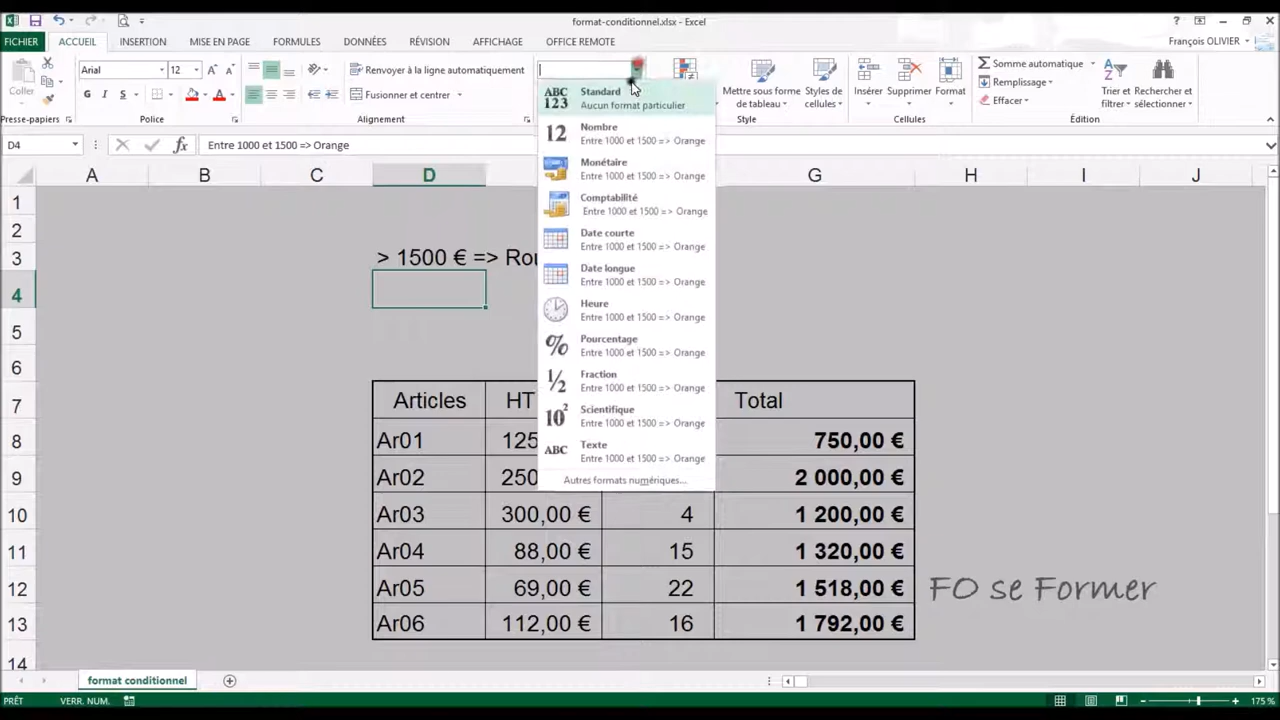 format-conditionnel.xlsx - Excel
FICHIER ACCUEIL INSERTION MISE EN PAGE FORMULES DONNÉES RÉVISION AFFICHAGE OFFICE REMOTE François OLIVIER
Coller
Arial 12
Renvoyer à la ligne automatiquement
Fusionner et centrer
Mettre sous forme de tableau
Styles de cellules
Insérer Supprimer Format
Somme automatique
Remplissage
Effacer
Trier et filtrer
Rechercher et sélectionner
Presse-papiers Police Alignement Style Cellules Édition
D4 Entre 1000 et 1500 => Orange
Standard
Aucun format particulier
Nombre
Entre 1000 et 1500 => Orange
Monétaire
Entre 1000 et 1500 => Orange
Comptabilité
Entre 1000 et 1500 => Orange
Date courte
Entre 1000 et 1500 => Orange
Date longue
Entre 1000 et 1500 => Orange
Heure
Entre 1000 et 1500 => Orange
Pourcentage
Entre 1000 et 1500 => Orange
Fraction
Entre 1000 et 1500 => Orange
Scientifique
Entre 1000 et 1500 => Orange
Texte
Entre 1000 et 1500 => Orange
Autres formats numériques...
A B C D G H I J
1
2
3 > 1500 € => Rou
4
5
6
7 Articles HT Total
8 Ar01 125 750,00 €
9 Ar02 250 2 000,00 €
10 Ar03 300,00 € 4 1 200,00 €
11 Ar04 88,00 € 15 1 320,00 €
12 Ar05 69,00 € 22 1 518,00 €
13 Ar06 112,00 € 16 1 792,00 €
14
FO se Former
format conditionnel
PRÊT VERR. NUM. 175 %